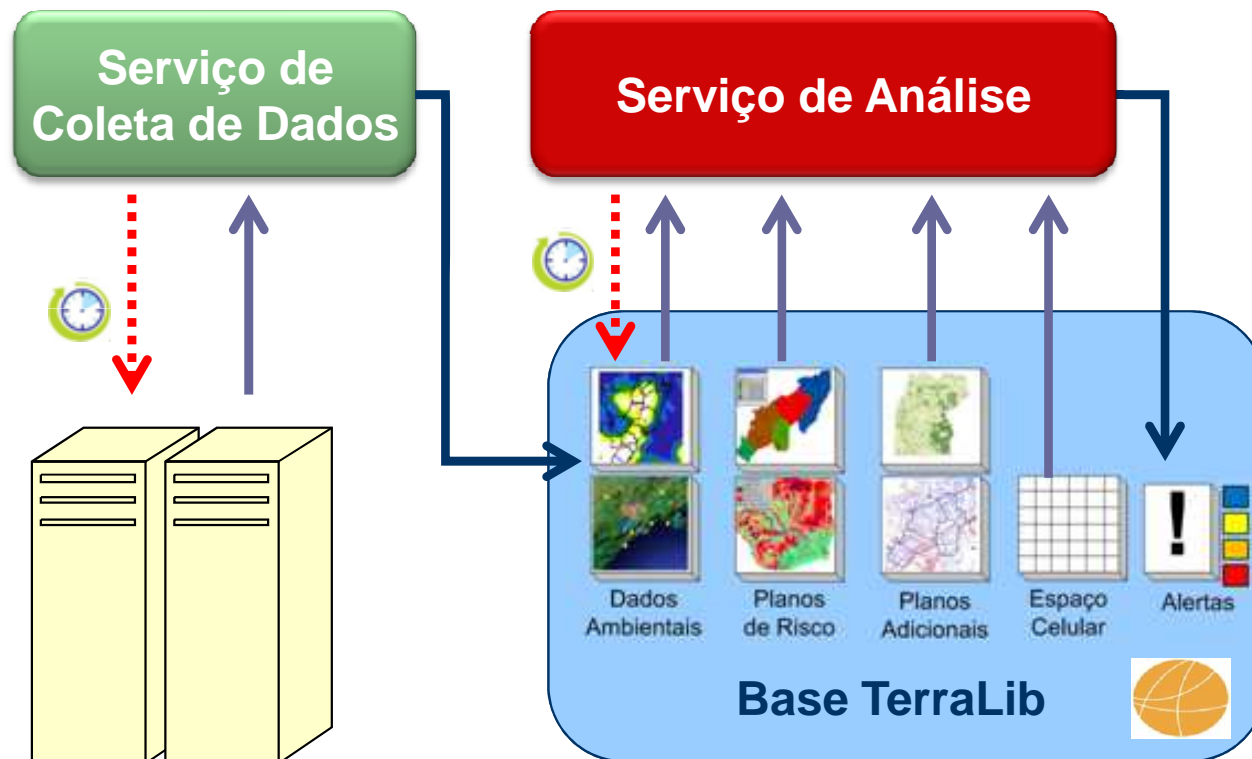 Serviço de
Coleta de Dados
Serviço de Análise
!
Dados
Ambientais
Planos
de Risco
Planos
Adicionais
Espaço
Celular
Alertas
Base TerraLib